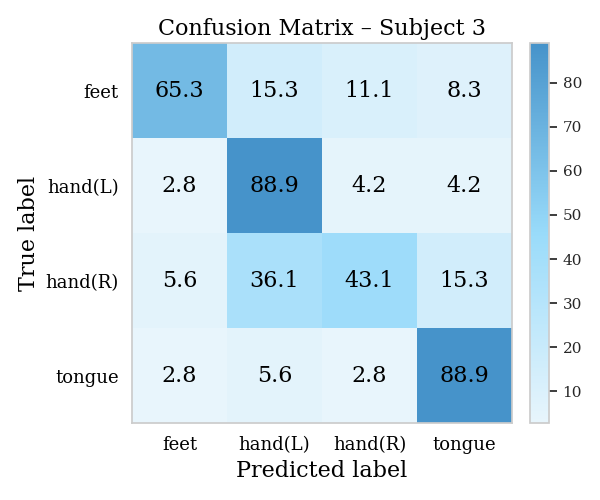 Confusion Matrix – Subject 3
feet 65.3 15.3 11.1 8.3
hand(L) 2.8 88.9 4.2 4.2
hand(R) 5.6 36.1 43.1 15.3
tongue 2.8 5.6 2.8 88.9
feet hand(L) hand(R) tongue
Predicted label
True label
80
70
60
50
40
30
20
10